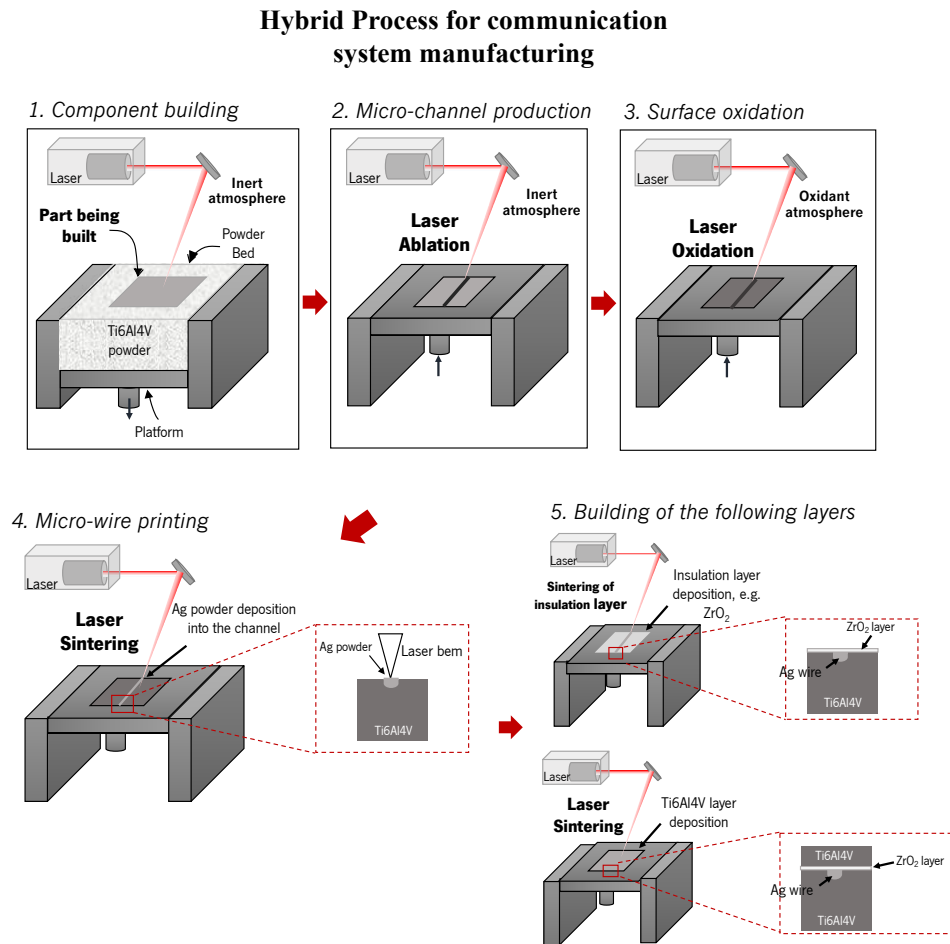 Hybrid Process for communication
system manufacturing
1. Component building
Laser
Inert
atmosphere
Part being
built
Powder
Bed
Ti6Al4V
powder
Platform
2. Micro-channel production
Laser
Inert
atmosphere
Laser
Ablation
3. Surface oxidation
Laser
Oxidant
atmosphere
Laser
Oxidation
4. Micro-wire printing
Laser
Laser
Sintering
Ag powder deposition
into the channel
Ag powder
Laser bem
Ti6Al4V
5. Building of the following layers
Laser
Sintering of
insulation layer
Insulation layer
deposition, e.g.
ZrO₂
ZrO₂ layer
Ag wire
Ti6Al4V
Laser
Laser
Sintering
Ti6Al4V layer
deposition
Ti6Al4V
ZrO₂ layer
Ag wire
Ti6Al4V